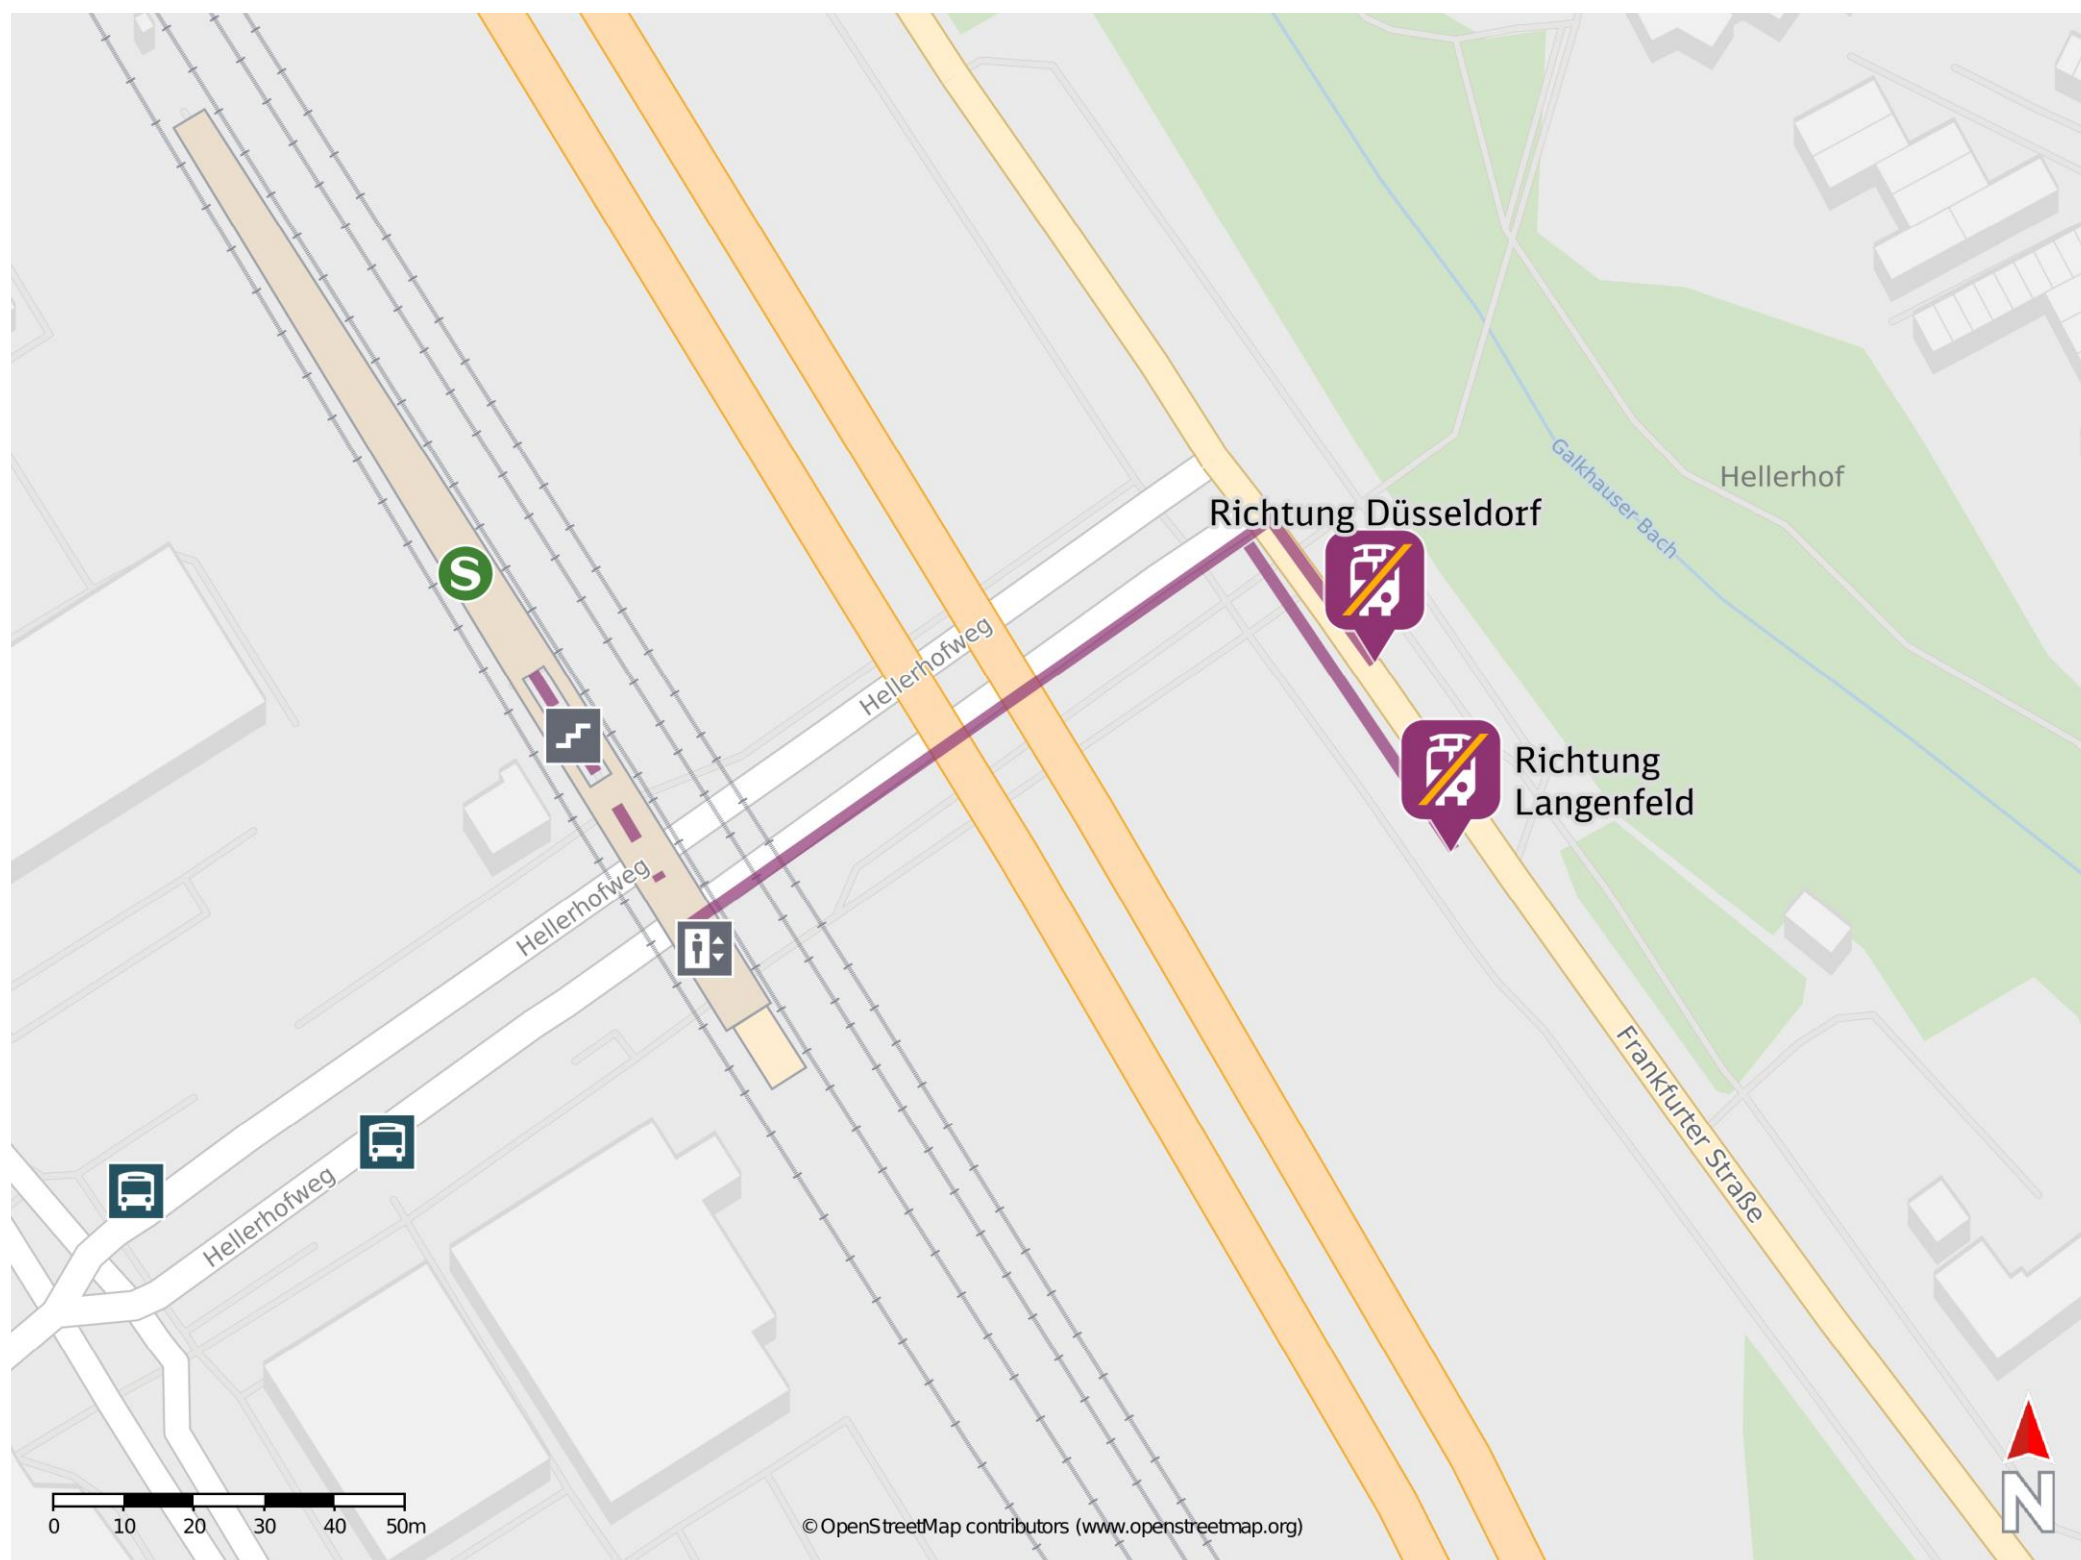 Galkhauser Bach
Hellerhof
Richtung Düsseldorf
S
Hellerhofweg
Richtung
Langenfeld
Hellerhofweg
Frankfurter Straße
Hellerhofweg
0 10 20 30 40 50m
© OpenStreetMap contributors (www.openstreetmap.org)
N